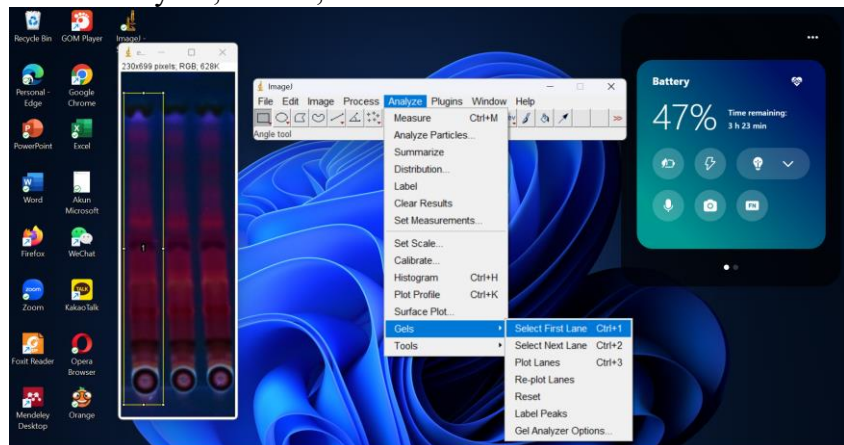 Recycle Bin
GOM Player
ImageJ -
Personal - Edge
Google Chrome
PowerPoint
Excel
Word
Akun Microsoft
Firefox
WeChat
Zoom
KakaoTalk
Foxit Reader
Opera Browser
Mendeley Desktop
Orange
e...
230x699 pixels; RGB; 628K
1
ImageJ
File Edit Image Process Analyze Plugins Window Help
Angle tool
Measure Ctrl+M
Analyze Particles...
Summarize
Distribution...
Label
Clear Results
Set Measurements...
Set Scale...
Calibrate...
Histogram Ctrl+H
Plot Profile Ctrl+K
Surface Plot...
Gels
Tools
Select First Lane Ctrl+1
Select Next Lane Ctrl+2
Plot Lanes Ctrl+3
Re-plot Lanes
Reset
Label Peaks
Gel Analyzer Options...
Battery
47%
Time remaining:
3 h 23 min
FN